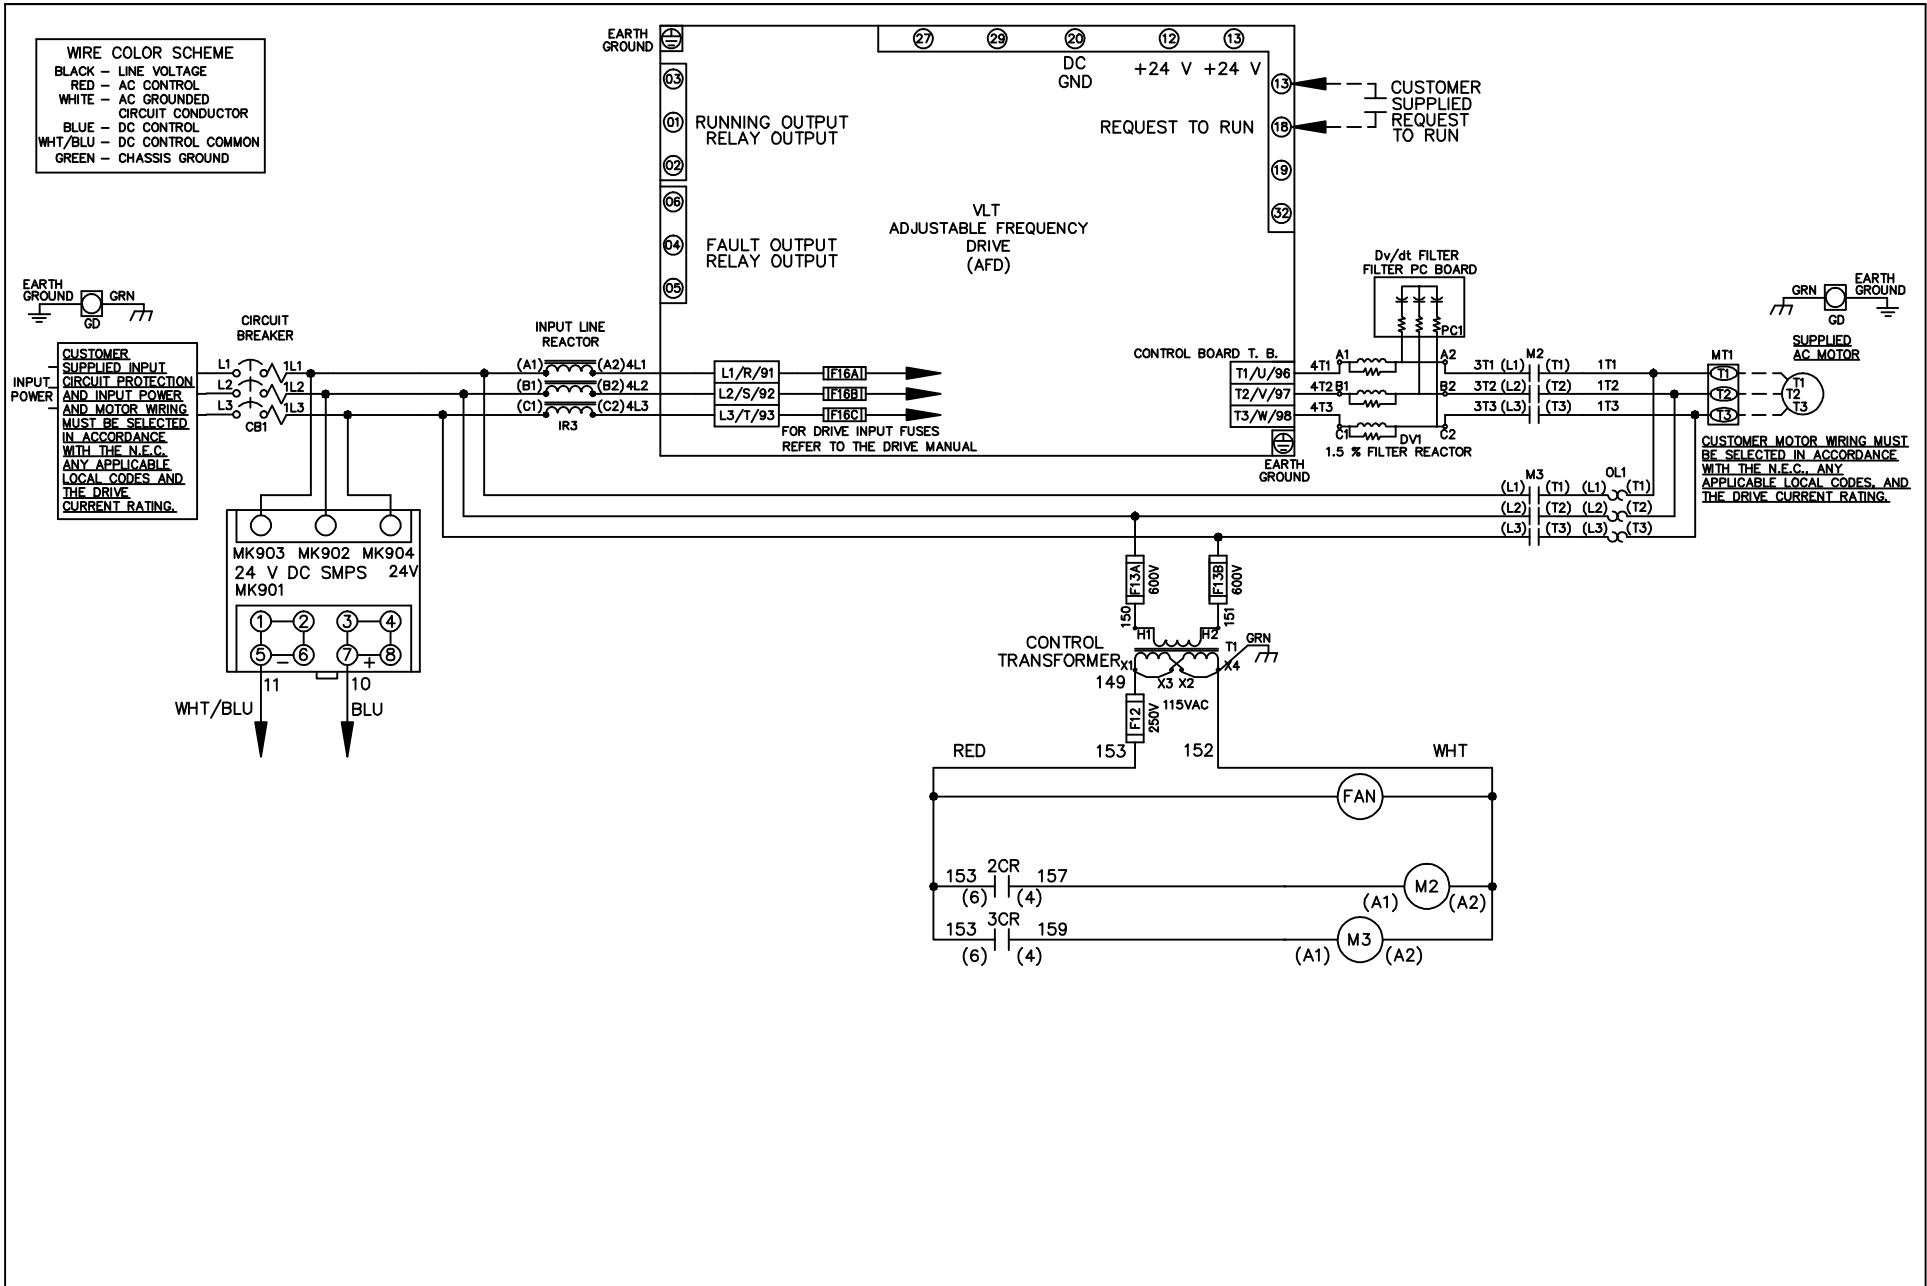 WIRE COLOR SCHEME
BLACK – LINE VOLTAGE
RED – AC CONTROL
WHITE – AC GROUNDED
CIRCUIT CONDUCTOR
BLUE – DC CONTROL
WHT/BLU – DC CONTROL COMMON
GREEN – CHASSIS GROUND
EARTH
GROUND
03
01
02
RUNNING OUTPUT
RELAY OUTPUT
06
04
05
FAULT OUTPUT
RELAY OUTPUT
27
29
20
12
13
DC
GND
+24 V
+24 V
13
18
19
32
REQUEST TO RUN
CUSTOMER
SUPPLIED
REQUEST
TO RUN
VLT
ADJUSTABLE FREQUENCY
DRIVE
(AFD)
Dv/dt FILTER
FILTER PC BOARD
PC1
EARTH
GROUND
GRN
GD
CIRCUIT
BREAKER
INPUT
POWER
CUSTOMER
SUPPLIED INPUT
CIRCUIT PROTECTION
AND INPUT POWER
AND MOTOR WIRING
MUST BE SELECTED
IN ACCORDANCE
WITH THE N.E.C.
ANY APPLICABLE
LOCAL CODES AND
THE DRIVE
CURRENT RATING.
L1
1L1
L2
1L2
L3
1L3
CB1
INPUT LINE
REACTOR
(A1)
(A2)
4L1
(B1)
(B2)
4L2
(C1)
(C2)
4L3
IR3
L1/R/91
IF16A
L2/S/92
IF16B
L3/T/93
IF16C
FOR DRIVE INPUT FUSES
REFER TO THE DRIVE MANUAL
CONTROL BOARD T. B.
T1/U/96
T2/V/97
T3/W/98
EARTH
GROUND
4T1
A1
A2
4T2
B1
B2
4T3
C1
C2
DV1
1.5 % FILTER REACTOR
M2
3T1 (L1) (T1) 1T1
3T2 (L2) (T2) 1T2
3T3 (L3) (T3) 1T3
GRN
EARTH
GROUND
GD
SUPPLIED
AC MOTOR
MT1
T1
T2
T3
T1
T2
T3
CUSTOMER MOTOR WIRING MUST
BE SELECTED IN ACCORDANCE
WITH THE N.E.C., ANY
APPLICABLE LOCAL CODES, AND
THE DRIVE CURRENT RATING.
M3
OL1
(L1) (T1) (L1) (T1)
(L2) (T2) (L2) (T2)
(L3) (T3) (L3) (T3)
MK903 MK902 MK904
24 V DC SMPS 24V
MK901
1
2
3
4
5
–
6
7
+
8
11
10
WHT/BLU
BLU
F13A
600V
F13B
600V
150
151
H1
H2
CONTROL
TRANSFORMER
T1
GRN
X1
X3
X2
X4
149
F12
250V
115VAC
RED
153
152
WHT
FAN
153
2CR
157
(6)
(4)
(A1)
M2
(A2)
153
3CR
159
(6)
(4)
(A1)
M3
(A2)